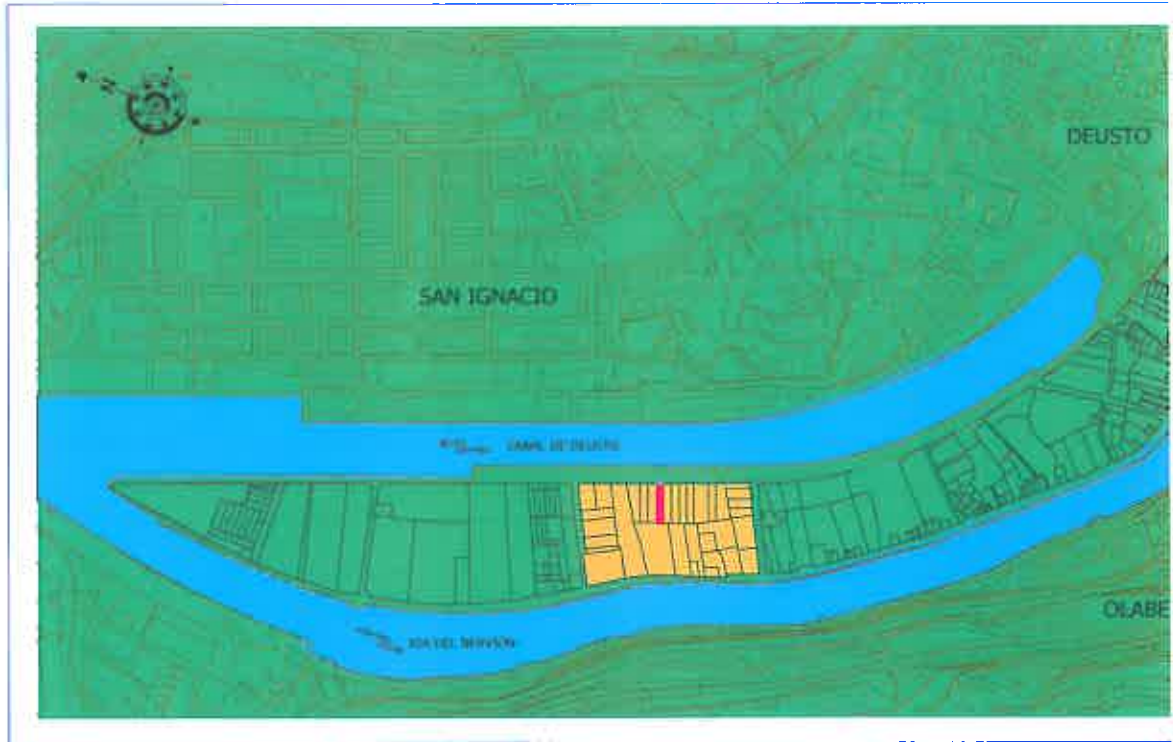 DEUSTO
SAN IGNACIO
CANAL DE DEUSTO
RIA DEL NERVION
OLABE